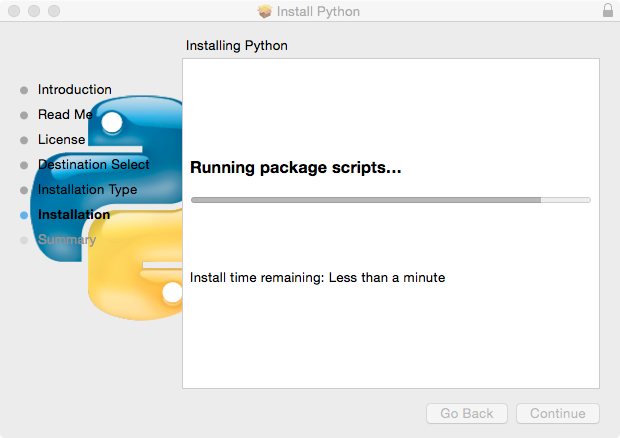 Install Python
Installing Python
Introduction
Read Me
License
Destination Select
Installation Type
Installation
Summary
Running package scripts...
Install time remaining: Less than a minute
Go Back
Continue